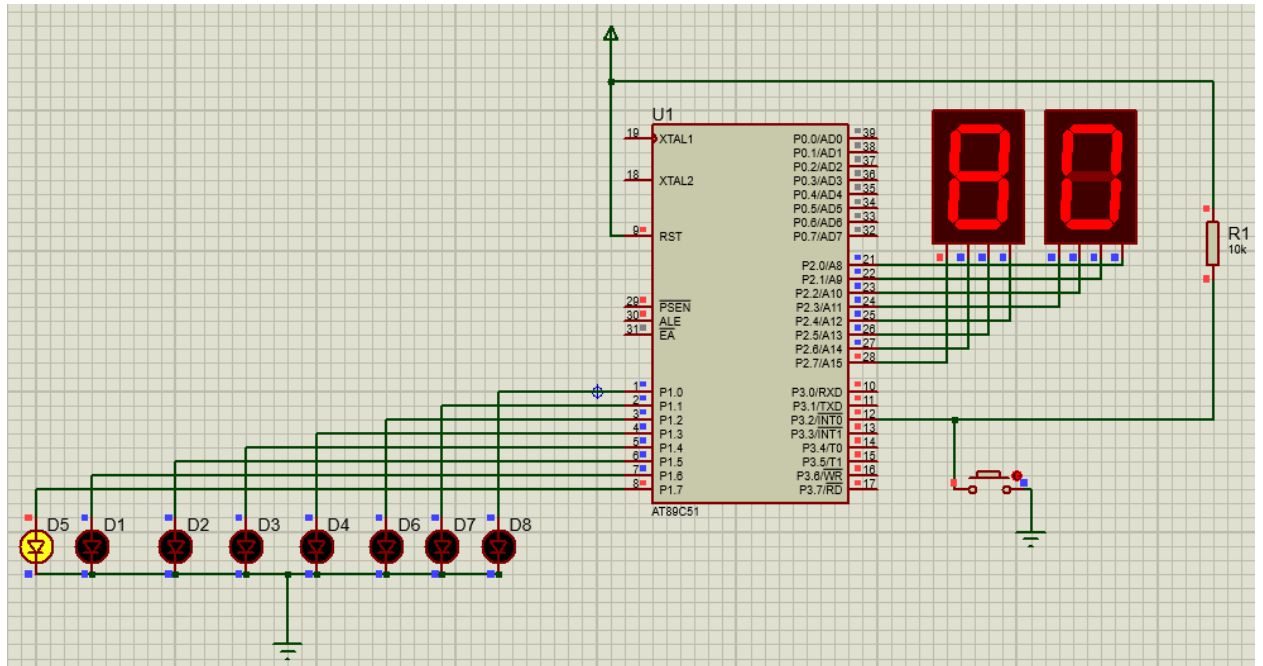 U1
19 XTAL1
18 XTAL2
9 RST
29 PSEN
30 ALE
31 EA
1 P1.0
2 P1.1
3 P1.2
4 P1.3
5 P1.4
6 P1.5
7 P1.6
8 P1.7
P0.0/AD0 39
P0.1/AD1 38
P0.2/AD2 37
P0.3/AD3 36
P0.4/AD4 35
P0.5/AD5 34
P0.6/AD6 33
P0.7/AD7 32
P2.0/A8 21
P2.1/A9 22
P2.2/A10 23
P2.3/A11 24
P2.4/A12 25
P2.5/A13 26
P2.6/A14 27
P2.7/A15 28
P3.0/RXD 10
P3.1/TXD 11
P3.2/INT0 12
P3.3/INT1 13
P3.4/T0 14
P3.5/T1 15
P3.6/WR 16
P3.7/RD 17
AT89C51
80
R1
10k
D5 D1 D2 D3 D4 D6 D7 D8